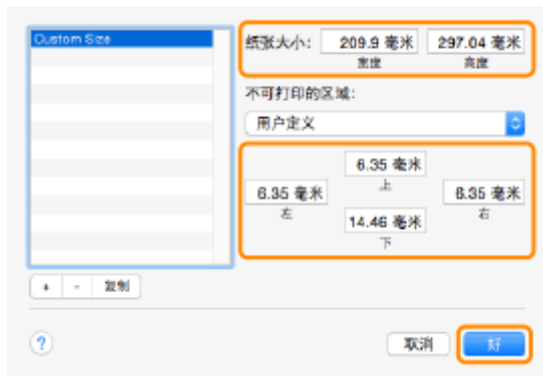 Custom Size
纸张大小: 209.9 毫米 297.04 毫米
宽度 高度
不可打印的区域:
用户定义
6.35 毫米
上
6.35 毫米 6.35 毫米
左 右
14.46 毫米
下
+ - 复制
? 取消 好